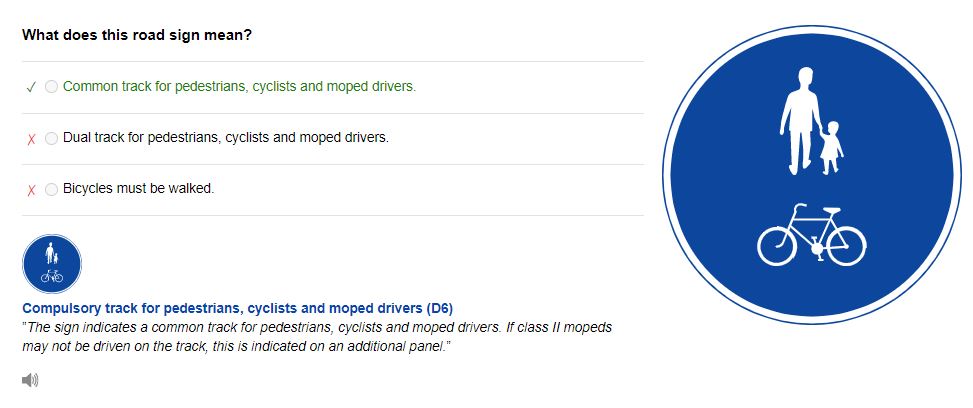 What does this road sign mean?
✓ Common track for pedestrians, cyclists and moped drivers.
X Dual track for pedestrians, cyclists and moped drivers.
X Bicycles must be walked.
Compulsory track for pedestrians, cyclists and moped drivers (D6)
"The sign indicates a common track for pedestrians, cyclists and moped drivers. If class II mopeds
may not be driven on the track, this is indicated on an additional panel."